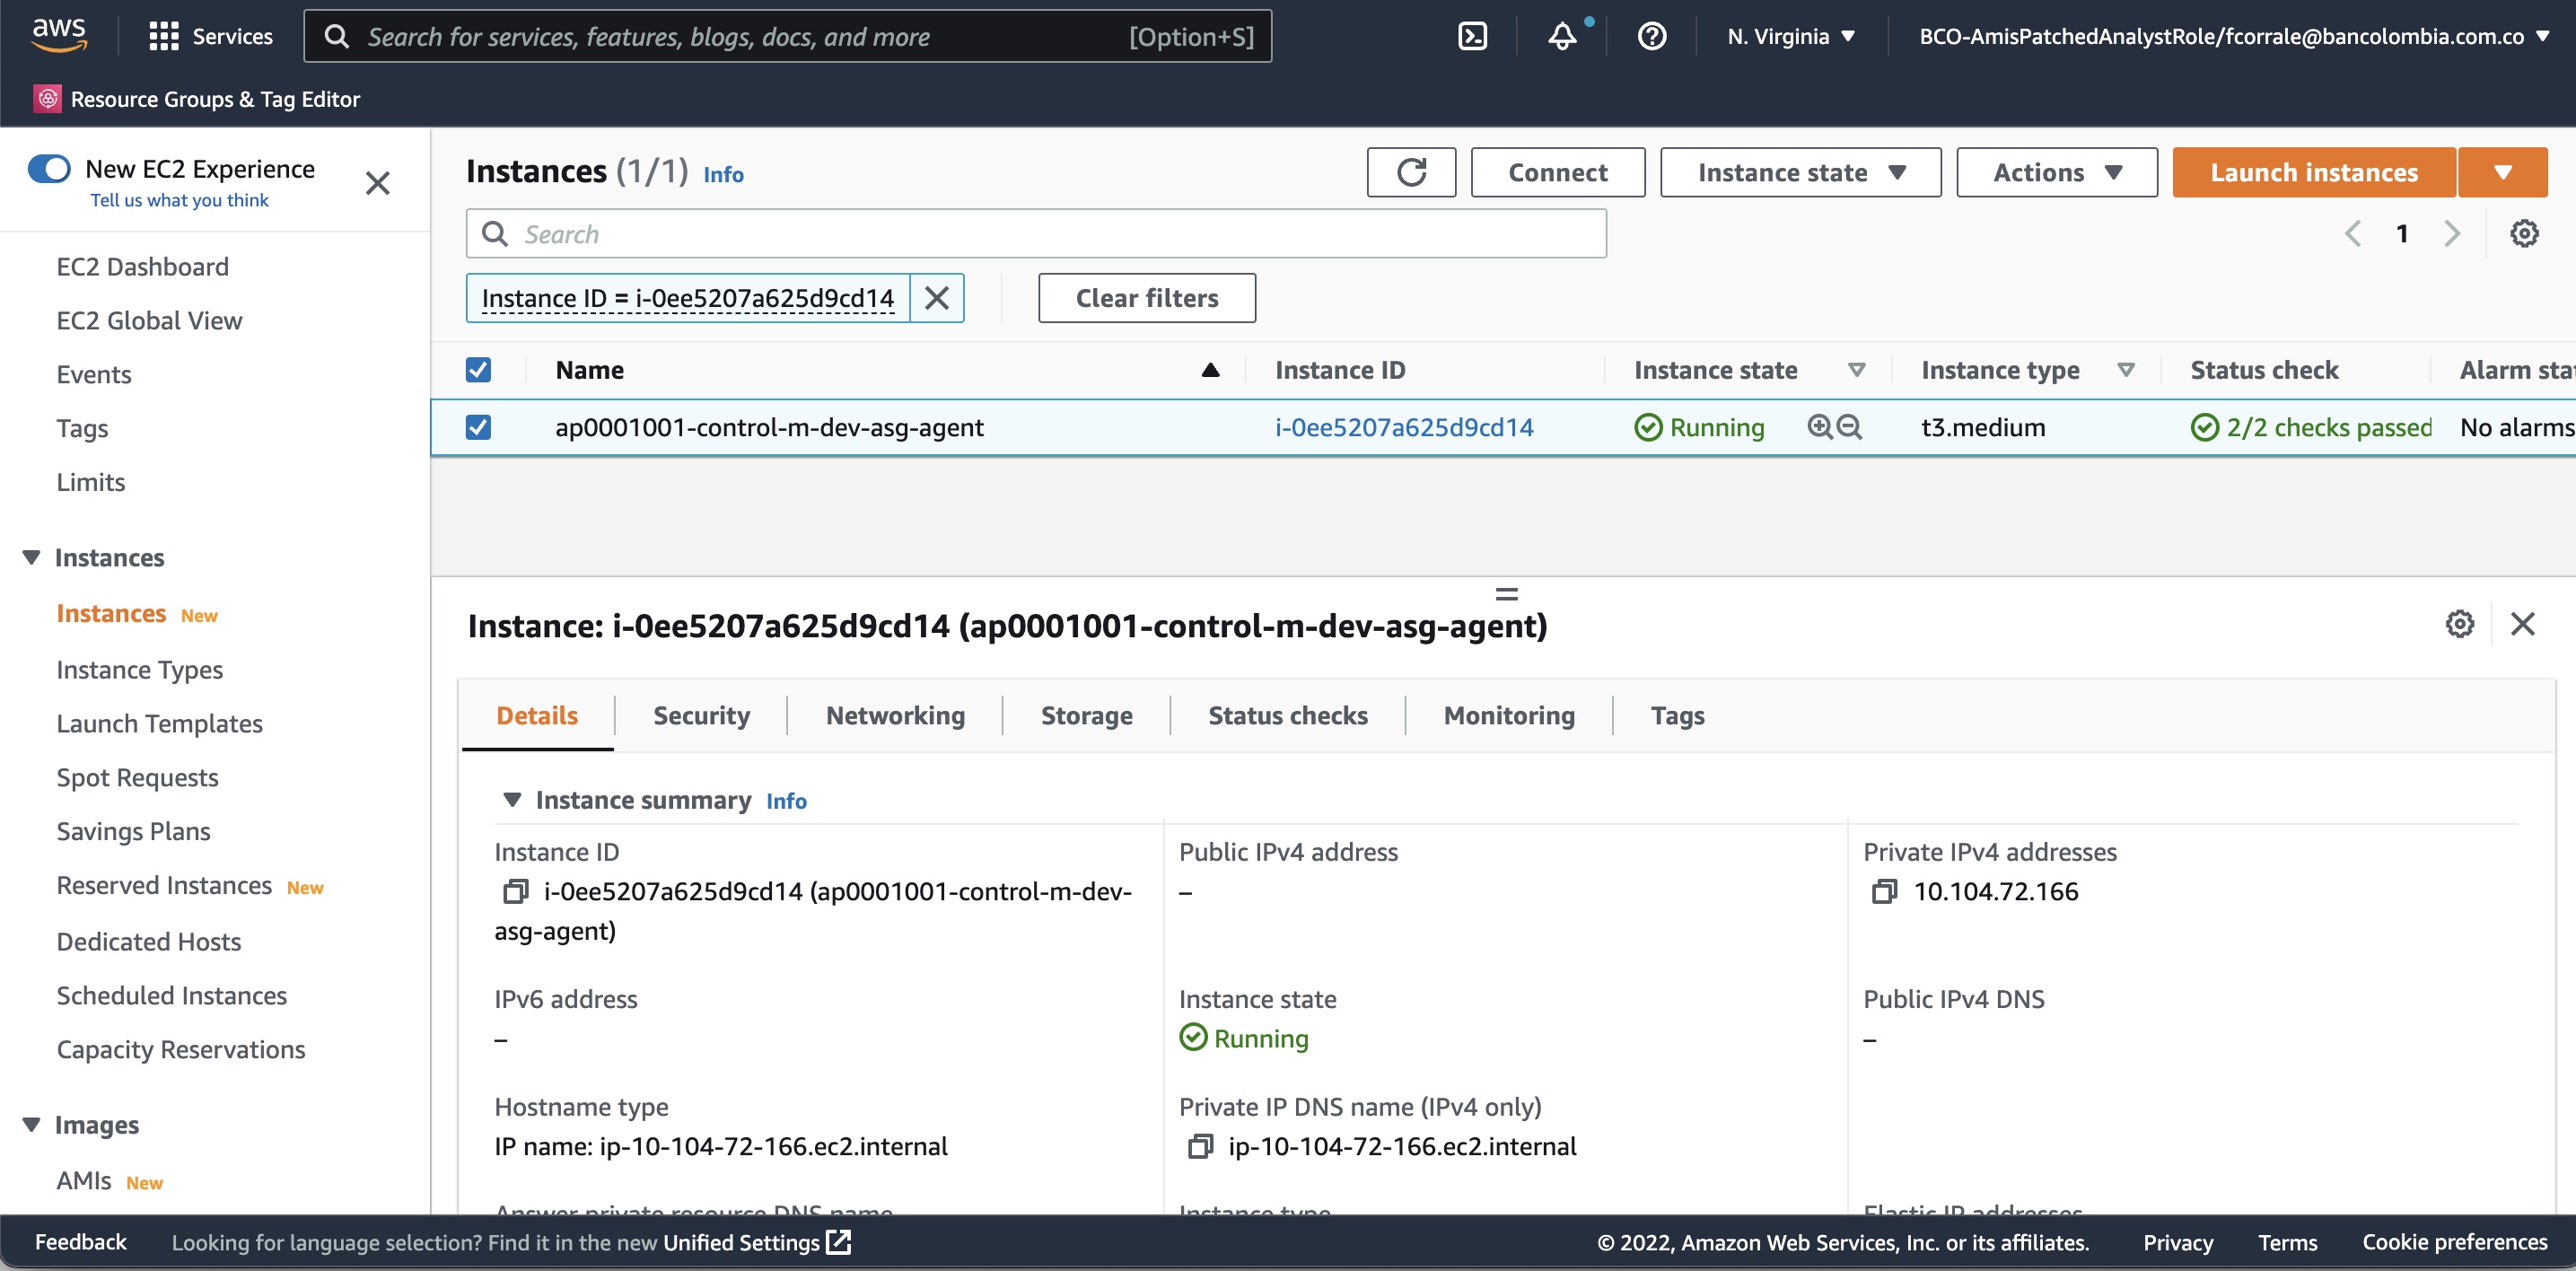 aws
Services
Search for services, features, blogs, docs, and more
[Option+S]
N. Virginia
BCO-AmisPatchedAnalystRole/fcorrale@bancolombia.com.co
Resource Groups & Tag Editor
New EC2 Experience
Tell us what you think
EC2 Dashboard
EC2 Global View
Events
Tags
Limits
Instances
Instances New
Instance Types
Launch Templates
Spot Requests
Savings Plans
Reserved Instances New
Dedicated Hosts
Scheduled Instances
Capacity Reservations
Images
AMIs New
Instances (1/1) Info
Connect
Instance state
Actions
Launch instances
Search
1
Instance ID = i-0ee5207a625d9cd14
Clear filters
Name
Instance ID
Instance state
Instance type
Status check
Alarm sta
ap0001001-control-m-dev-asg-agent
i-0ee5207a625d9cd14
Running
t3.medium
2/2 checks passed
No alarms
Instance: i-0ee5207a625d9cd14 (ap0001001-control-m-dev-asg-agent)
Details
Security
Networking
Storage
Status checks
Monitoring
Tags
Instance summary Info
Instance ID
i-0ee5207a625d9cd14 (ap0001001-control-m-dev-
asg-agent)
Public IPv4 address
–
Private IPv4 addresses
10.104.72.166
IPv6 address
–
Instance state
Running
Public IPv4 DNS
–
Hostname type
IP name: ip-10-104-72-166.ec2.internal
Private IP DNS name (IPv4 only)
ip-10-104-72-166.ec2.internal
Answer private resource DNS name
Instance type
Elastic IP addresses
Feedback
Looking for language selection? Find it in the new Unified Settings
© 2022, Amazon Web Services, Inc. or its affiliates.
Privacy
Terms
Cookie preferences